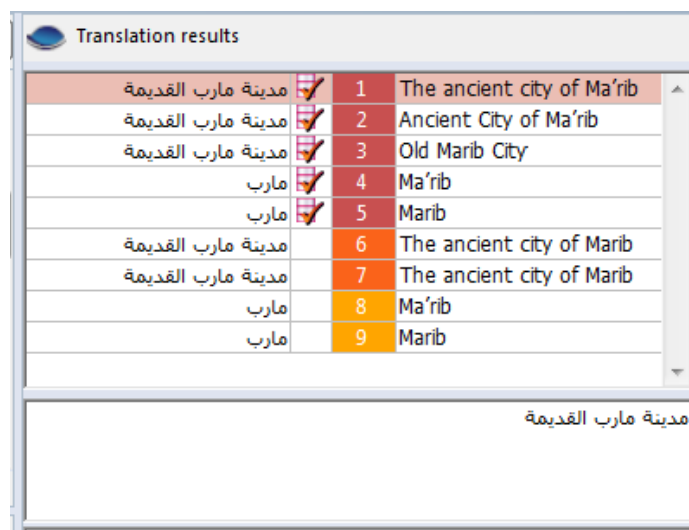 Translation results
مدينة مارب القديمة 1 The ancient city of Ma’rib
مدينة مارب القديمة 2 Ancient City of Ma’rib
مدينة مارب القديمة 3 Old Marib City
مارب 4 Ma’rib
مارب 5 Marib
مدينة مارب القديمة 6 The ancient city of Marib
مدينة مارب القديمة 7 The ancient city of Marib
مارب 8 Ma’rib
مارب 9 Marib
مدينة مارب القديمة